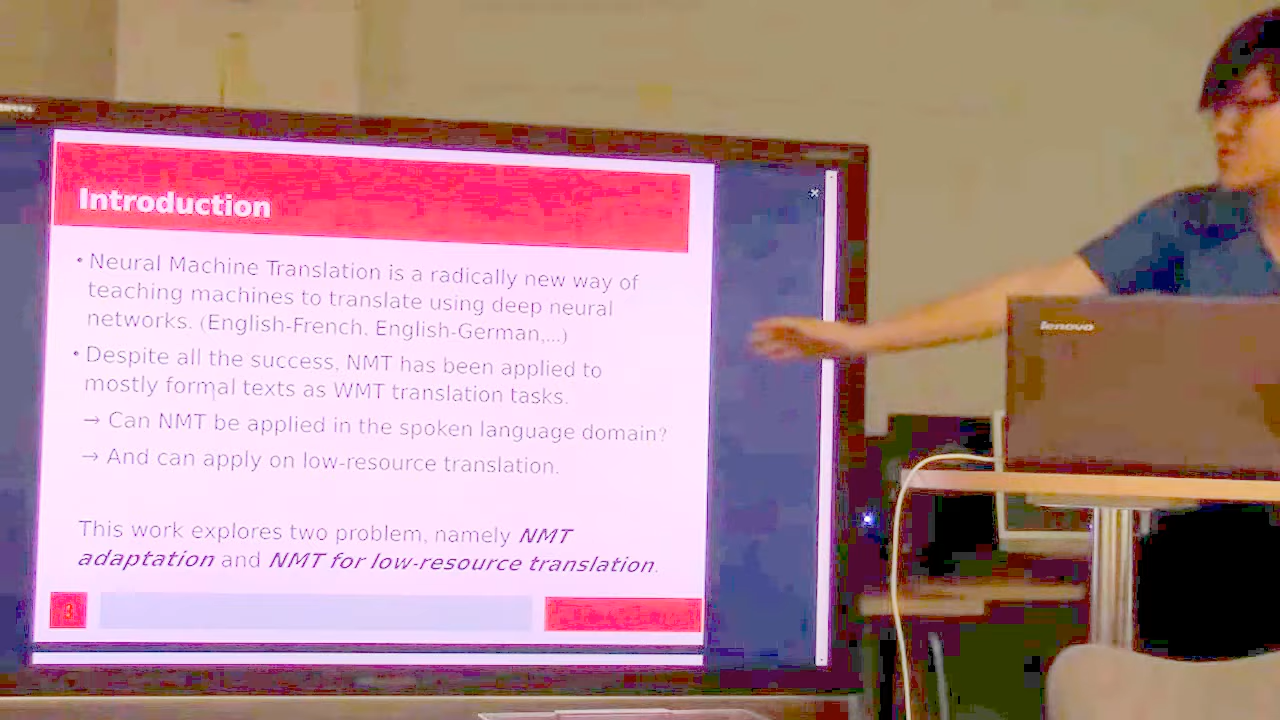 Introduction
• Neural Machine Translation is a radically new way of
teaching machines to translate using deep neural
networks. (English-French, English-German,...)
• Despite all the success, NMT has been applied to
mostly formal texts as WMT translation tasks.
→ Can NMT be applied in the spoken language domain?
→ And can apply on low-resource translation.
This work explores two problem, namely NMT
adaptation and NMT for low-resource translation.
3
lenovo